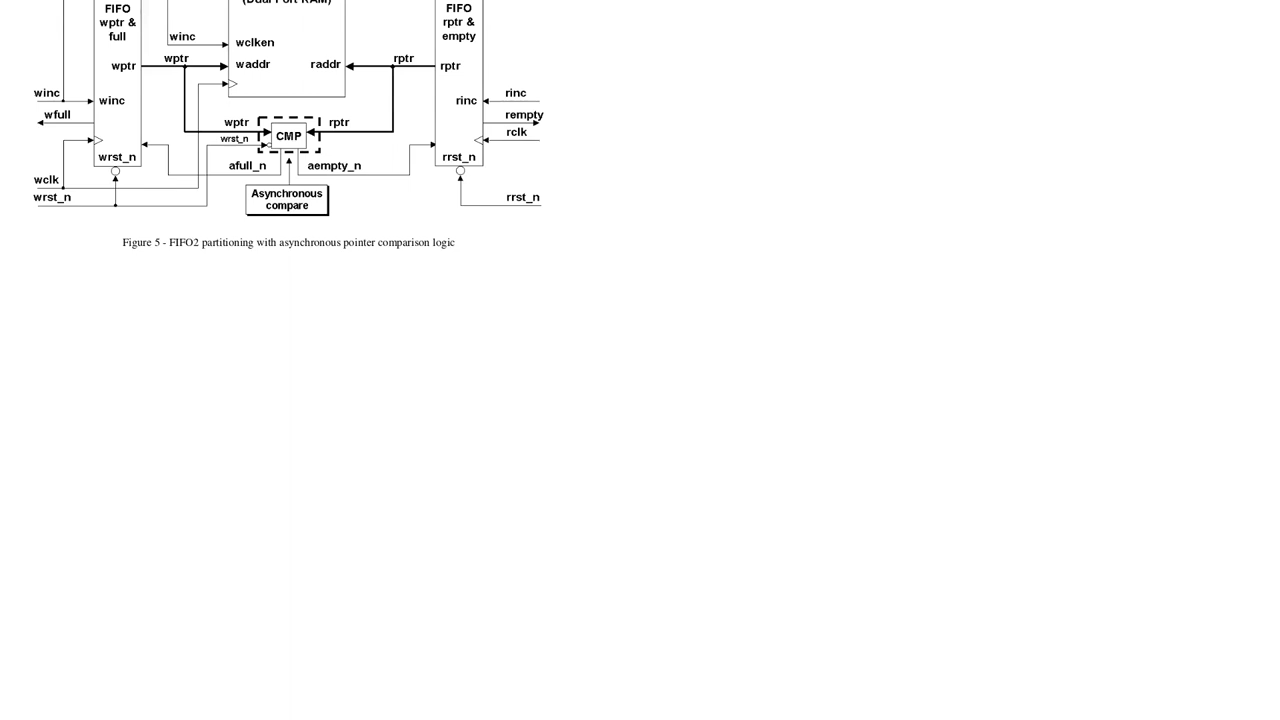 (Dual Port RAM)
FIFO
wptr &
full
FIFO
rptr &
empty
winc
wclken
wptr
wptr
waddr
raddr
rptr
rptr
winc
winc
rinc
rinc
wfull
rempty
wptr
CMP
rptr
rclk
wrst_n
wrst_n
afull_n
aempty_n
rrst_n
wclk
wrst_n
Asynchronous
compare
rrst_n
Figure 5 - FIFO2 partitioning with asynchronous pointer comparison logic